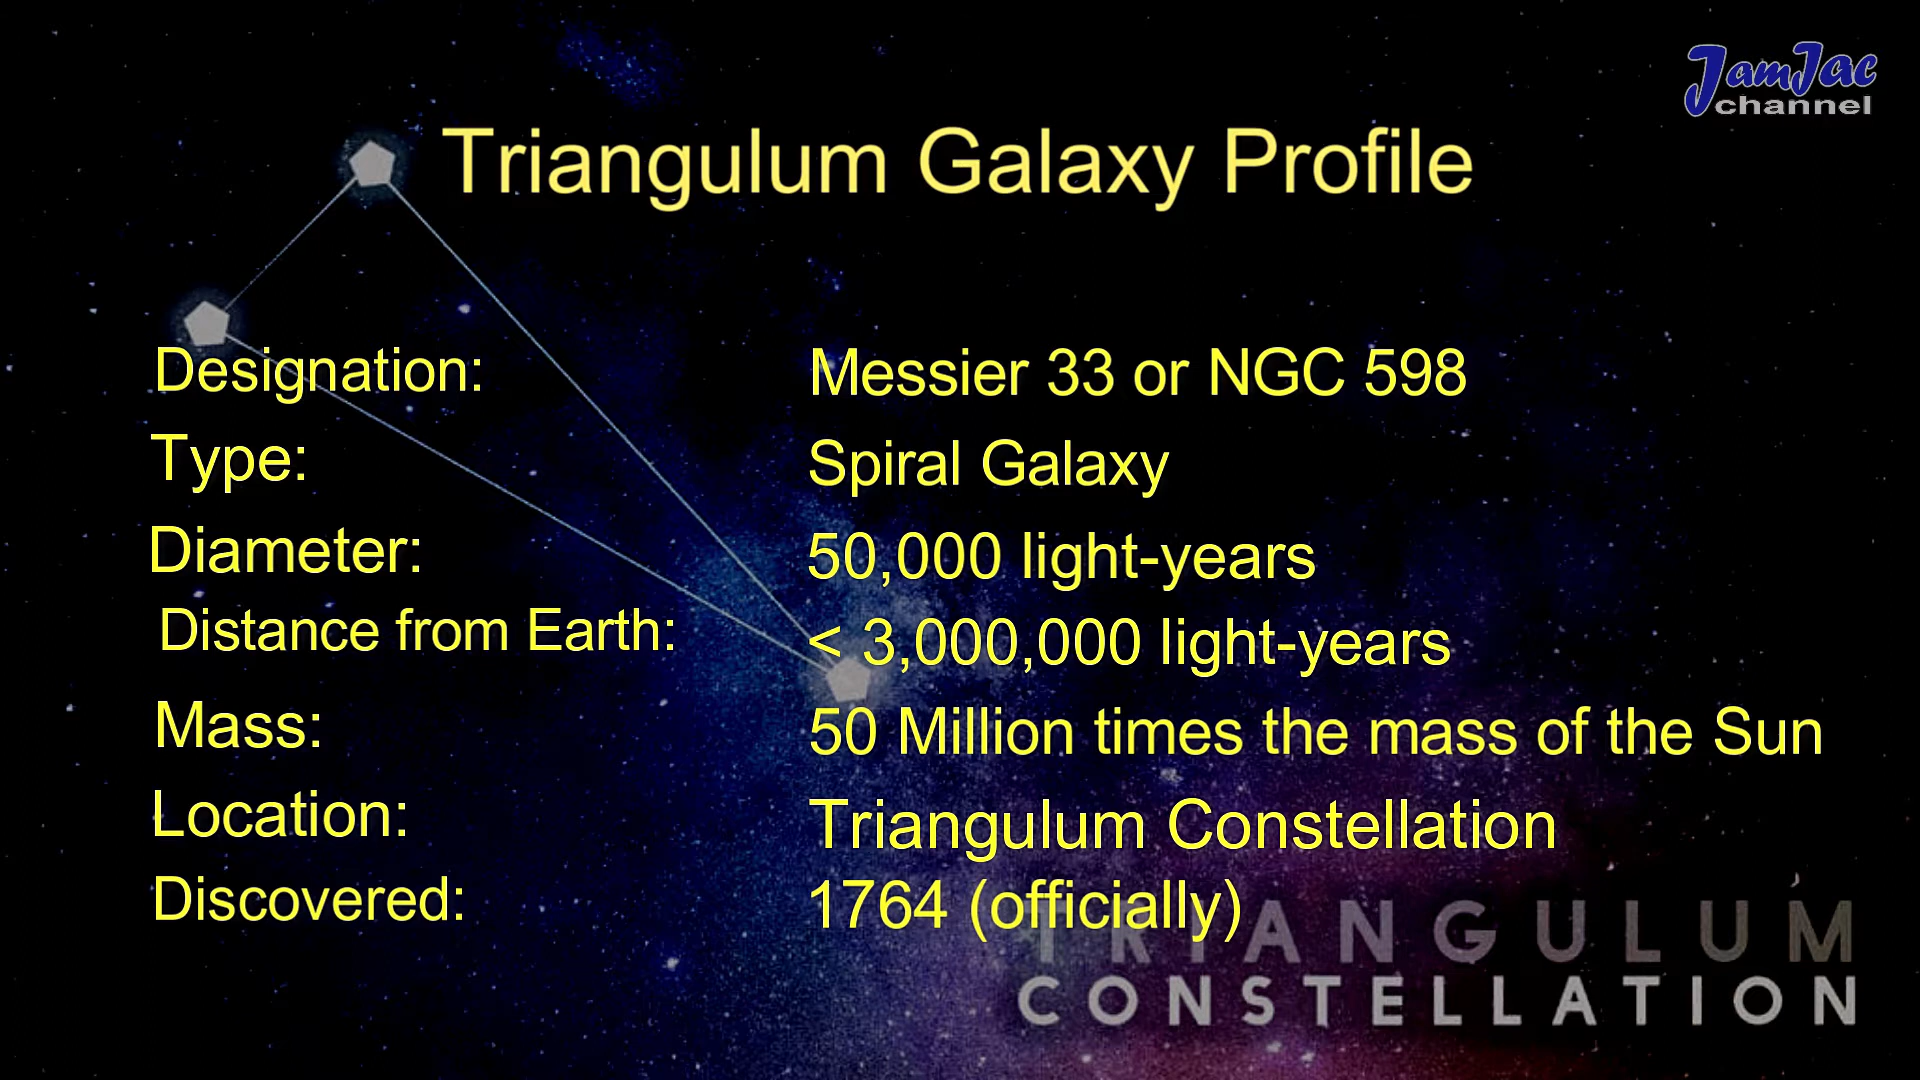 JamJac
channel
Triangulum Galaxy Profile
Designation: Messier 33 or NGC 598
Type: Spiral Galaxy
Diameter: 50,000 light-years
Distance from Earth: < 3,000,000 light-years
Mass: 50 Million times the mass of the Sun
Location: Triangulum Constellation
Discovered: 1764 (officially)
TRIANGULUM
CONSTELLATION